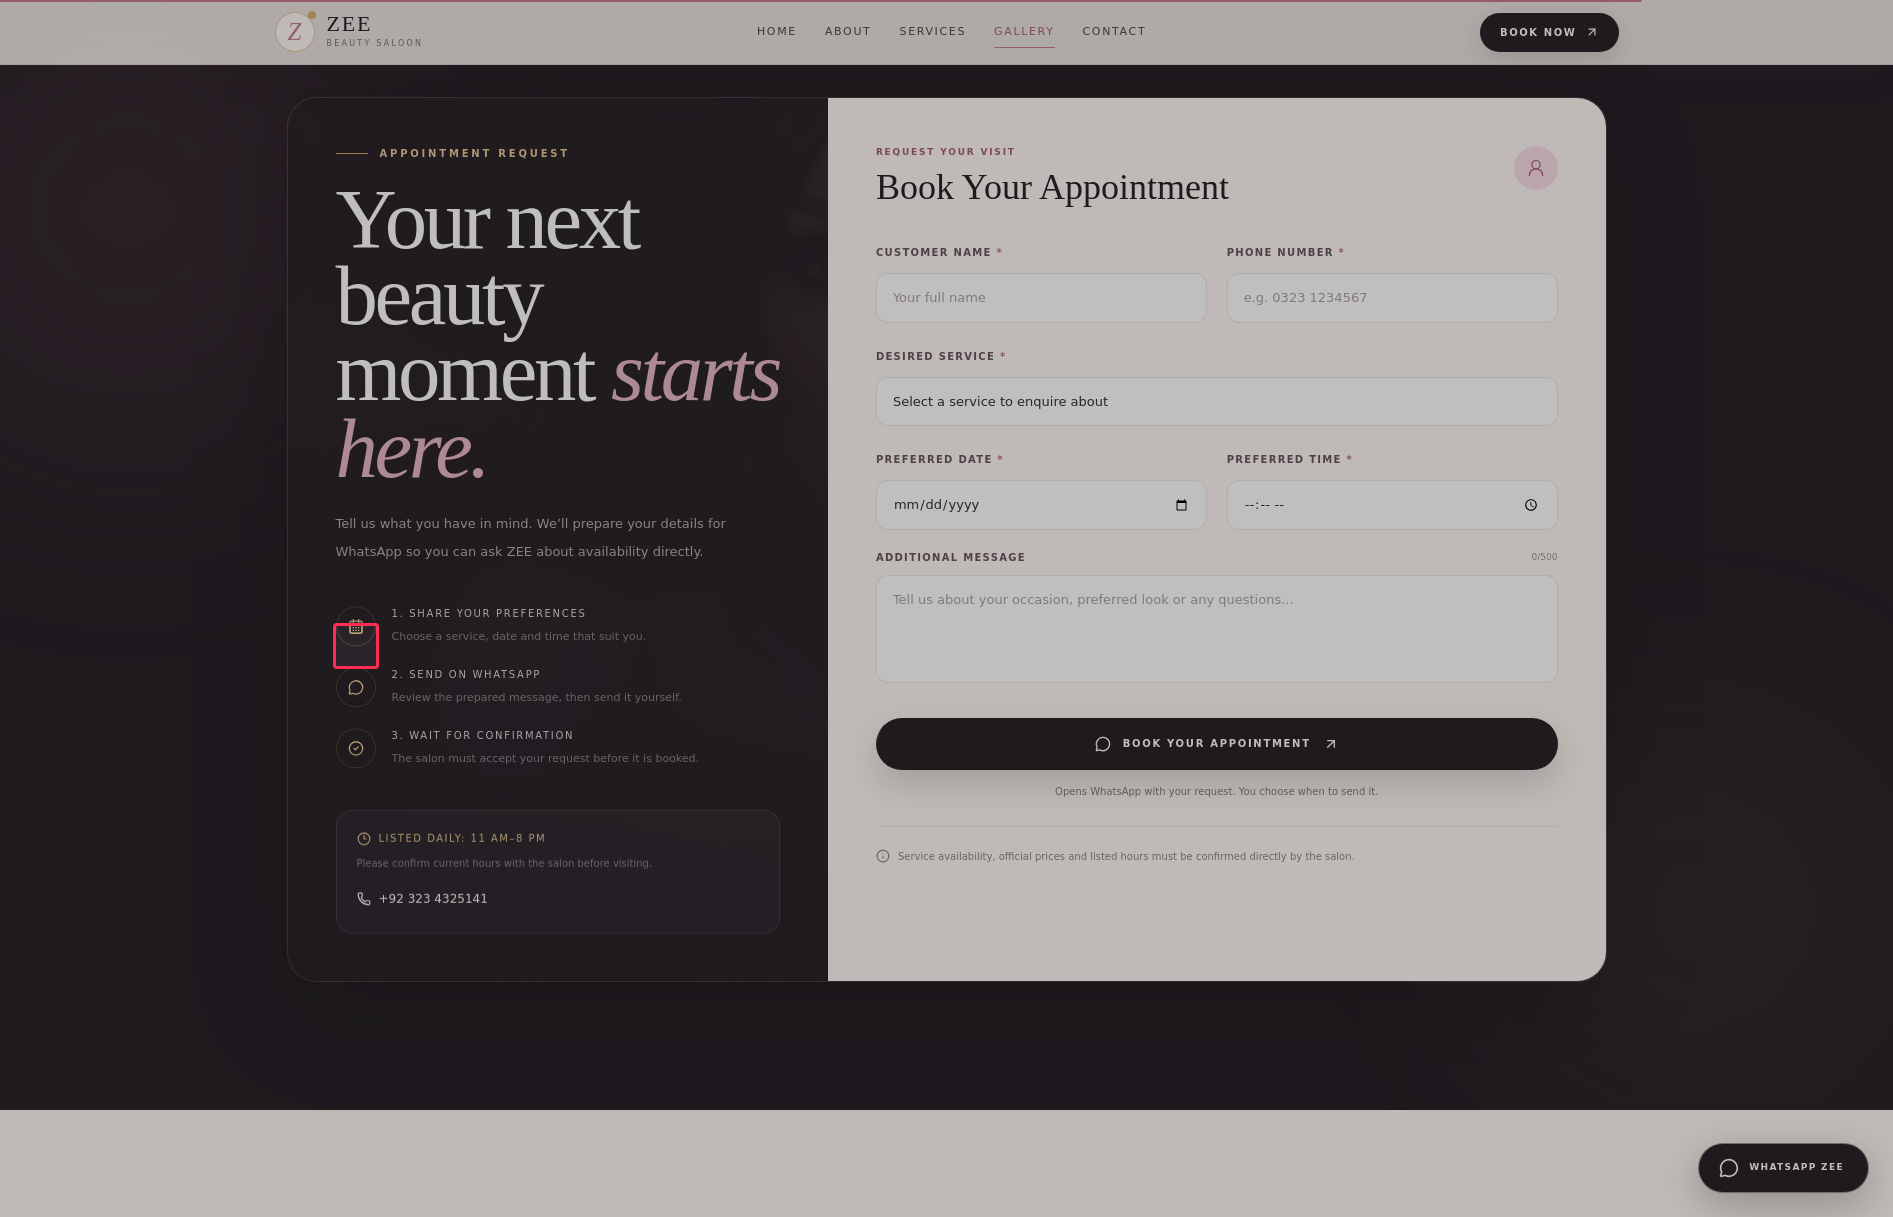 Z
ZEE
BEAUTY SALOON
HOME
ABOUT
SERVICES
GALLERY
CONTACT
BOOK NOW
APPOINTMENT REQUEST
Your next
beauty
moment starts
here.
Tell us what you have in mind. We’ll prepare your details for
WhatsApp so you can ask ZEE about availability directly.
1. SHARE YOUR PREFERENCES
Choose a service, date and time that suit you.
2. SEND ON WHATSAPP
Review the prepared message, then send it yourself.
3. WAIT FOR CONFIRMATION
The salon must accept your request before it is booked.
LISTED DAILY: 11 AM–8 PM
Please confirm current hours with the salon before visiting.
+92 323 4325141
REQUEST YOUR VISIT
Book Your Appointment
CUSTOMER NAME *
PHONE NUMBER *
Your full name
e.g. 0323 1234567
DESIRED SERVICE *
Select a service to enquire about
PREFERRED DATE *
PREFERRED TIME *
mm/dd/yyyy
--:-- --
ADDITIONAL MESSAGE
0/500
Tell us about your occasion, preferred look or any questions...
BOOK YOUR APPOINTMENT
Opens WhatsApp with your request. You choose when to send it.
Service availability, official prices and listed hours must be confirmed directly by the salon.
WHATSAPP ZEE